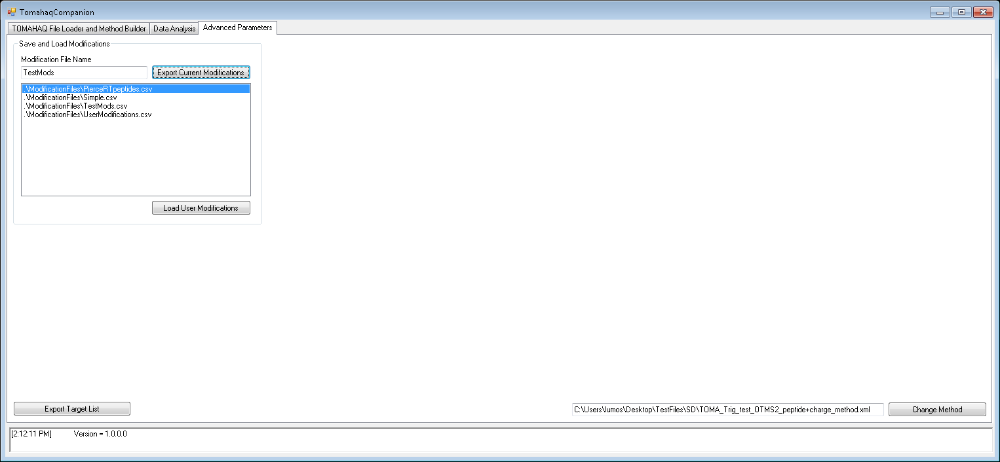 TomahaqCompanion
TOMAHAQ File Loader and Method Builder
Data Analysis
Advanced Parameters
Save and Load Modifications
Modification File Name
TestMods
Export Current Modifications
.\ModificationFiles\PierceRTpeptides.csv
.\ModificationFiles\Simple.csv
.\ModificationFiles\TestMods.csv
.\ModificationFiles\UserModifications.csv
Load User Modifications
Export Target List
C:\Users\lumos\Desktop\TestFiles\SD\TOMA_Trig_test_OTMS2_peptide+charge_method.xml
Change Method
[2:12:11 PM] Version = 1.0.0.0